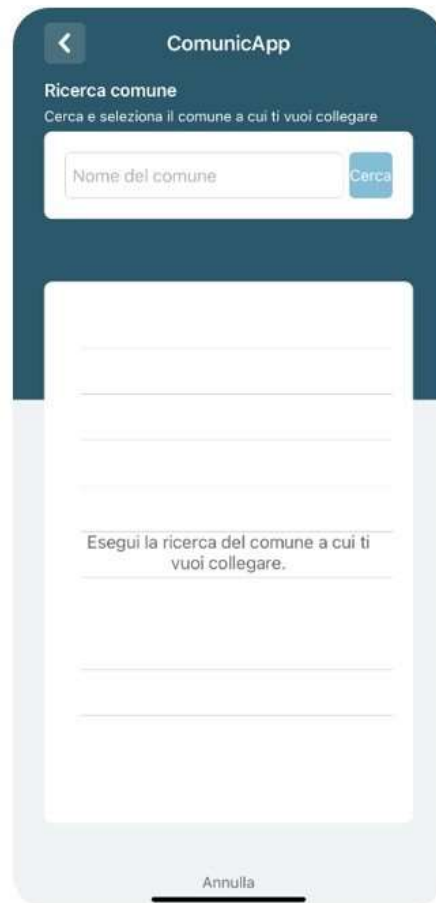 ComunicApp
Ricerca comune
Cerca e seleziona il comune a cui ti vuoi collegare
Nome del comune
Cerca
Esegui la ricerca del comune a cui ti
vuoi collegare.
Annulla